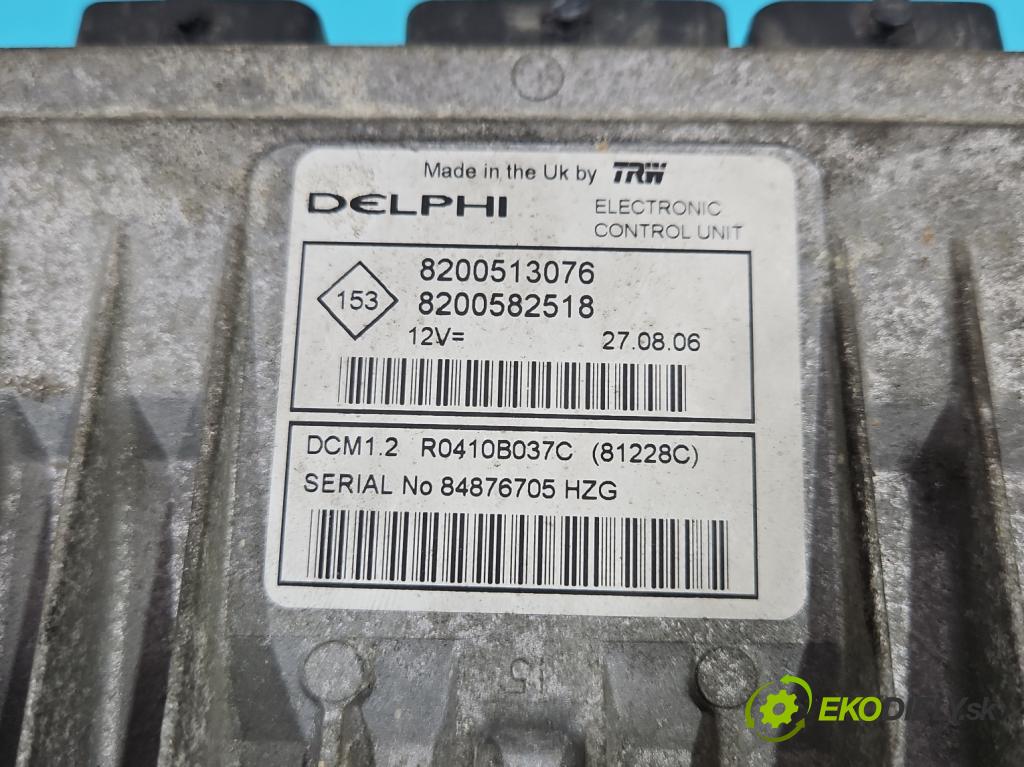 Made in the Uk by TRW
DELPHI ELECTRONIC
CONTROL UNIT
153
8200513076
8200582518
12V= 27.08.06
DCM1.2 R0410B037C (81228C)
SERIAL No 84876705 HZG
15
EKODIELY.sk